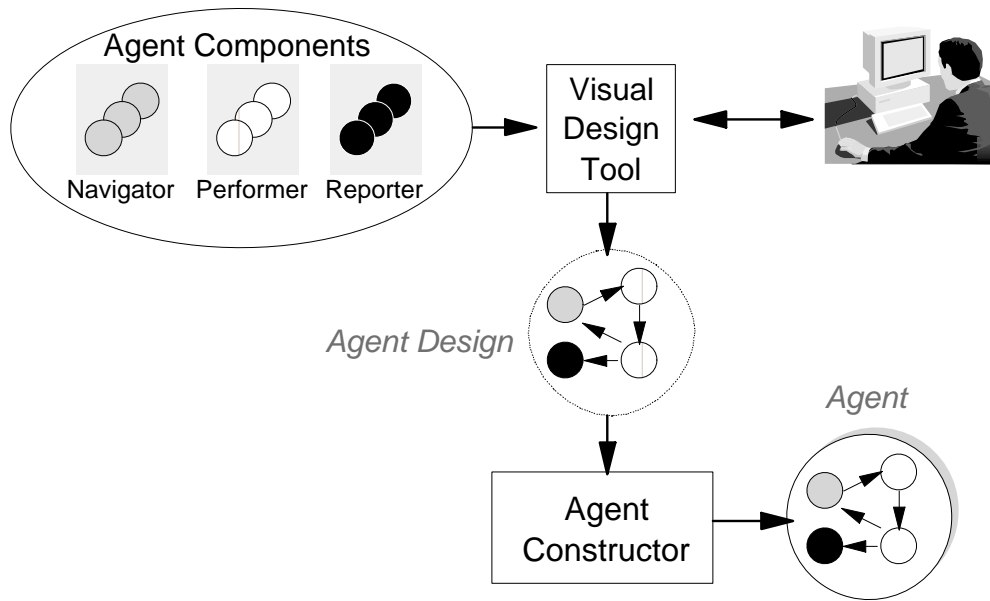 Agent Components
Navigator
Performer
Reporter
Visual
Design
Tool
Agent Design
Agent
Agent
Constructor